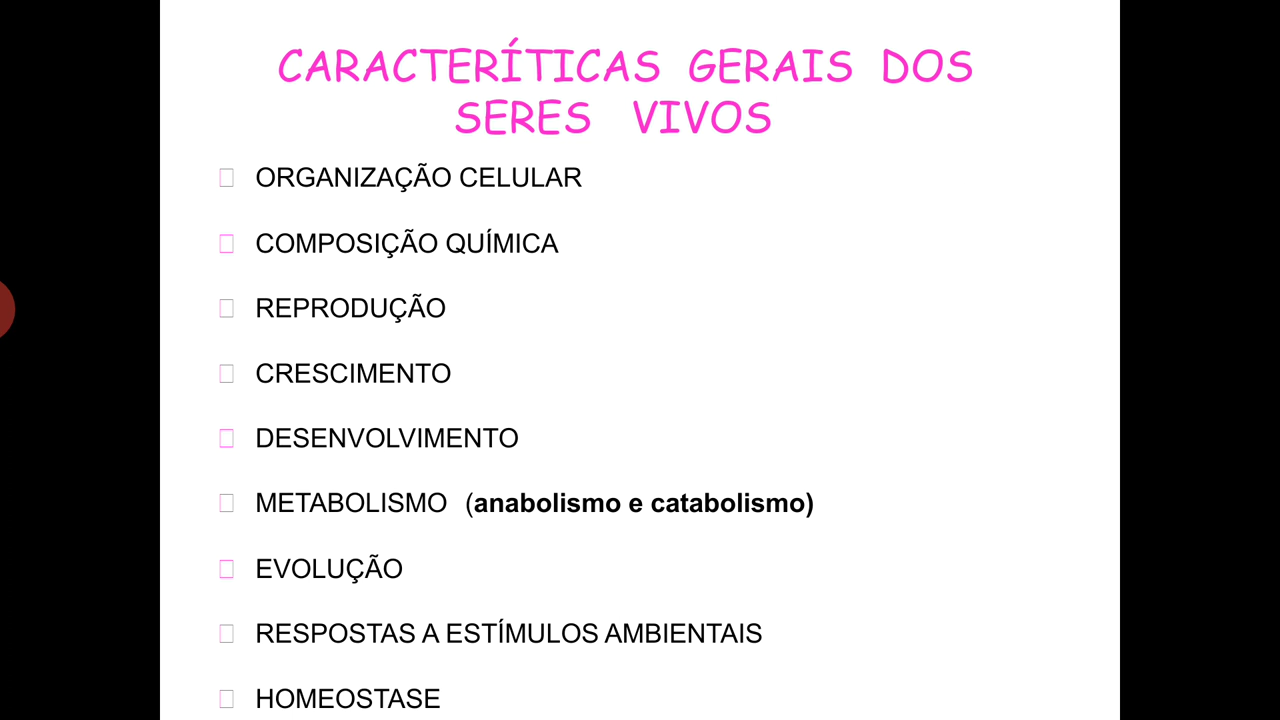 CARACTERÍTICAS GERAIS DOS
SERES VIVOS
ORGANIZAÇÃO CELULAR
COMPOSIÇÃO QUÍMICA
REPRODUÇÃO
CRESCIMENTO
DESENVOLVIMENTO
METABOLISMO (anabolismo e catabolismo)
EVOLUÇÃO
RESPOSTAS A ESTÍMULOS AMBIENTAIS
HOMEOSTASE